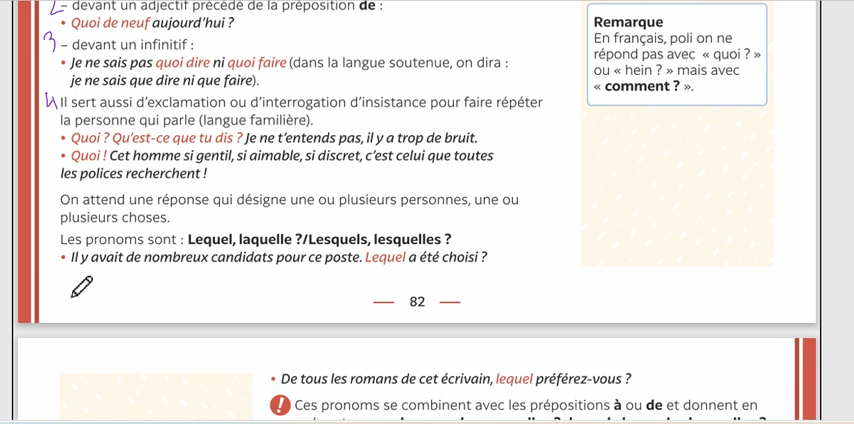 2 – devant un adjectif précédé de la préposition de :
• Quoi de neuf aujourd'hui ?
3 – devant un infinitif :
• Je ne sais pas quoi dire ni quoi faire (dans la langue soutenue, on dira :
je ne sais que dire ni que faire).
4 Il sert aussi d'exclamation ou d'interrogation d'insistance pour faire répéter
la personne qui parle (langue familière).
• Quoi ? Qu'est-ce que tu dis ? Je ne t'entends pas, il y a trop de bruit.
• Quoi ! Cet homme si gentil, si aimable, si discret, c'est celui que toutes
les polices recherchent !
On attend une réponse qui désigne une ou plusieurs personnes, une ou
plusieurs choses.
Les pronoms sont : Lequel, laquelle ?/Lesquels, lesquelles ?
• Il y avait de nombreux candidats pour ce poste. Lequel a été choisi ?
Remarque
En français, poli on ne
répond pas avec « quoi ? »
ou « hein ? » mais avec
« comment ? ».
82
• De tous les romans de cet écrivain, lequel préférez-vous ?
! Ces pronoms se combinent avec les prépositions à ou de et donnent en